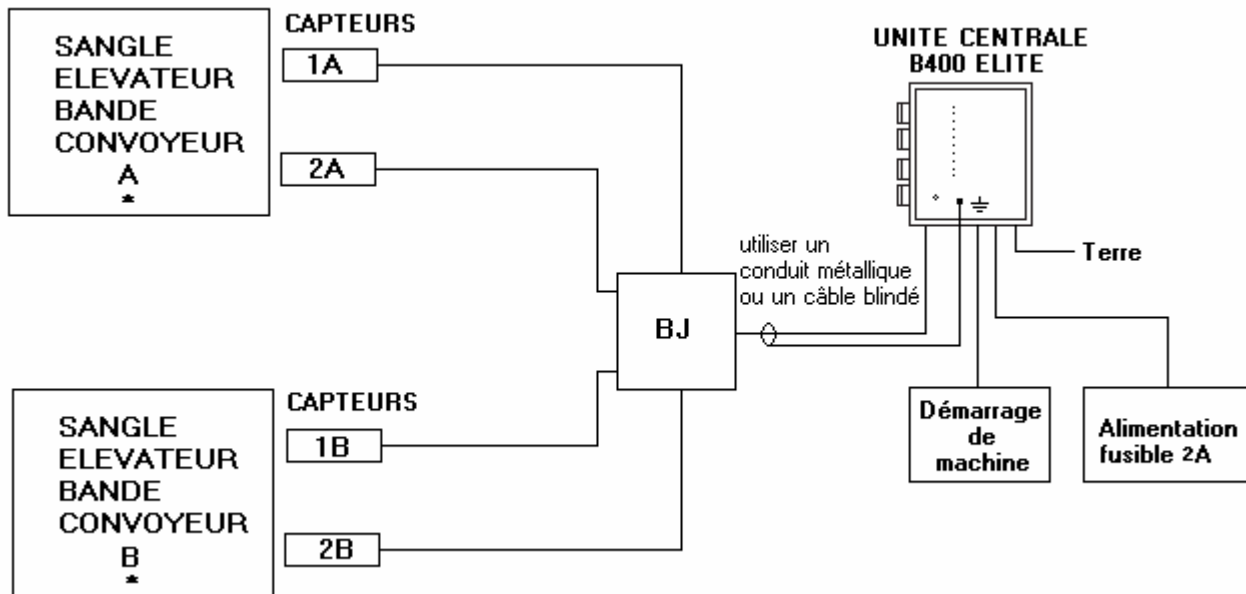 SANGLE
ELEVATEUR
BANDE
CONVOYEUR
A
*
CAPTEURS
1A
2A
UNITE CENTRALE
B400 ELITE
utiliser un
conduit métallique
ou un câble blindé
Terre
BJ
SANGLE
ELEVATEUR
BANDE
CONVOYEUR
B
*
CAPTEURS
1B
2B
Démarrage
de
machine
Alimentation
fusible 2A